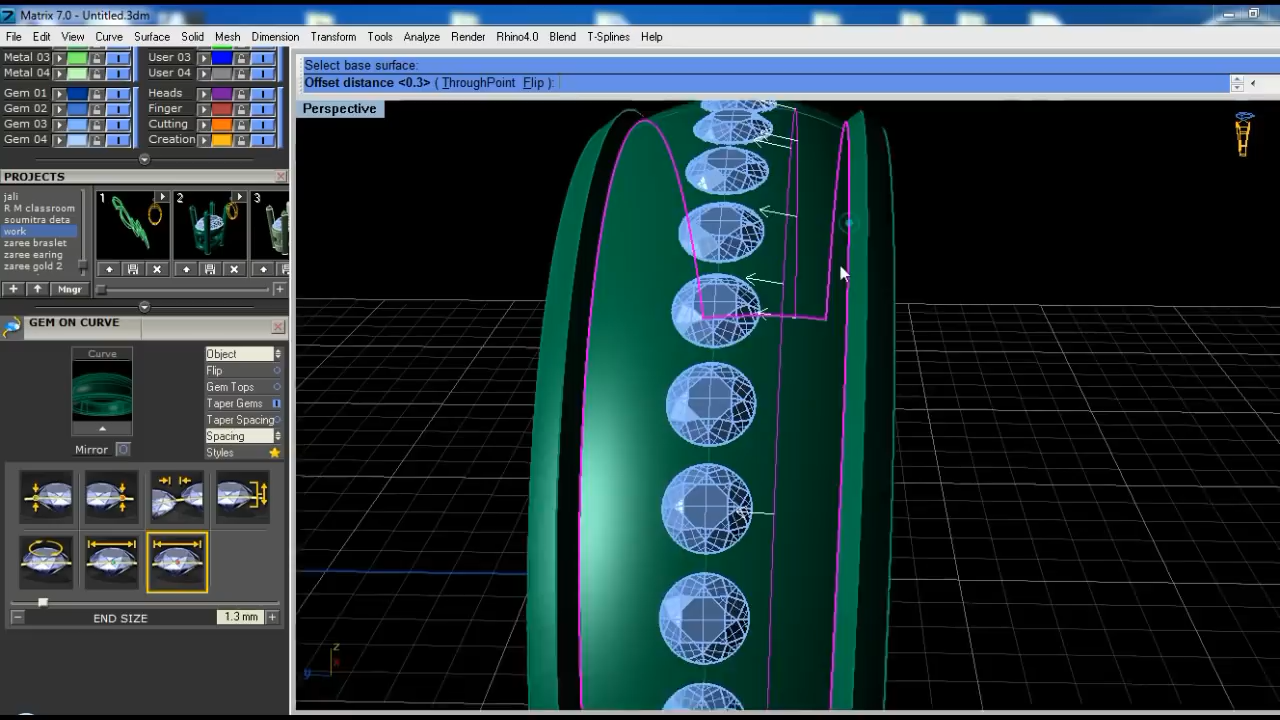 Matrix 7.0 - Untitled.3dm
File Edit View Curve Surface Solid Mesh Dimension Transform Tools Analyze Render Rhino4.0 Blend T-Splines Help
Metal 03 User 03
Metal 04 User 04
Gem 01 Heads
Gem 02 Finger
Gem 03 Cutting
Gem 04 Creation
Select base surface:
Offset distance <0.3> ( ThroughPoint Flip ):
Perspective
PROJECTS
jali
R M classroom
soumitra deta
work
zaree braslet
zaree earing
zaree gold 2
1 2 3
Mngr
GEM ON CURVE
Curve
Mirror
Object
Flip
Gem Tops
Taper Gems
Taper Spacing
Spacing
Styles
END SIZE 1.3 mm
z
x
y